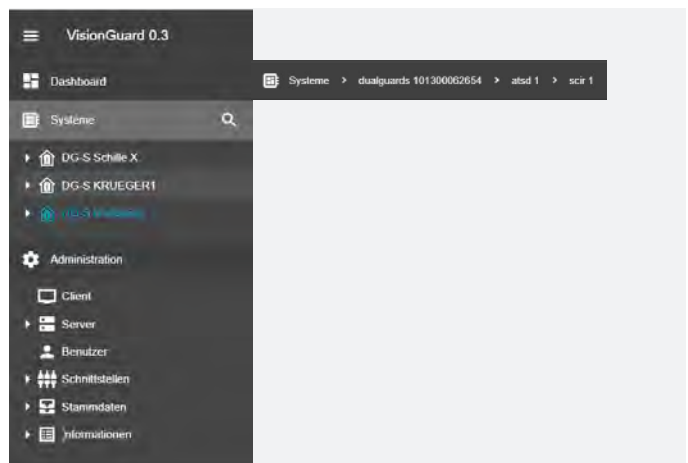 VisionGuard 0.3
Dashboard
Systeme > dualguards 101300062654 > atsd 1 > scir 1
Systeme
DG-S Schille X
DG-S KRUEGER1
Administration
Client
Server
Benutzer
Schnittstellen
Stammdaten
Informationen